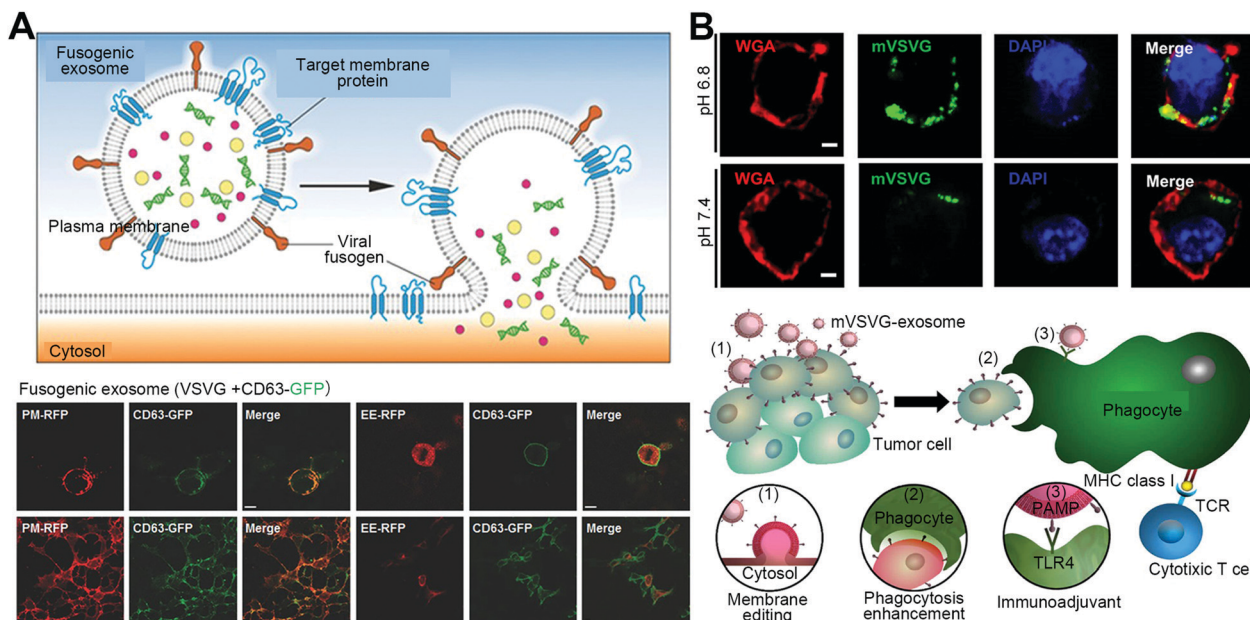 A
Fusogenic
exosome
Target membrane
protein
Plasma membrane
Viral
fusogen
Cytosol
Fusogenic exosome (VSVG +CD63-GFP)
PM-RFP CD63-GFP Merge EE-RFP CD63-GFP Merge
PM-RFP CD63-GFP Merge EE-RFP CD63-GFP Merge
B
pH 6.8
WGA mVSVG DAPI Merge
pH 7.4
WGA mVSVG DAPI Merge
mVSVG-exosome
(1)
Tumor cell
(2)
(3)
Phagocyte
MHC class I
TCR
Cytotixic T ce
(1)
Cytosol
Membrane
editing
(2)
Phagocyte
Phagocytosis
enhancement
(3)
PAMP
TLR4
Immunoadjuvant